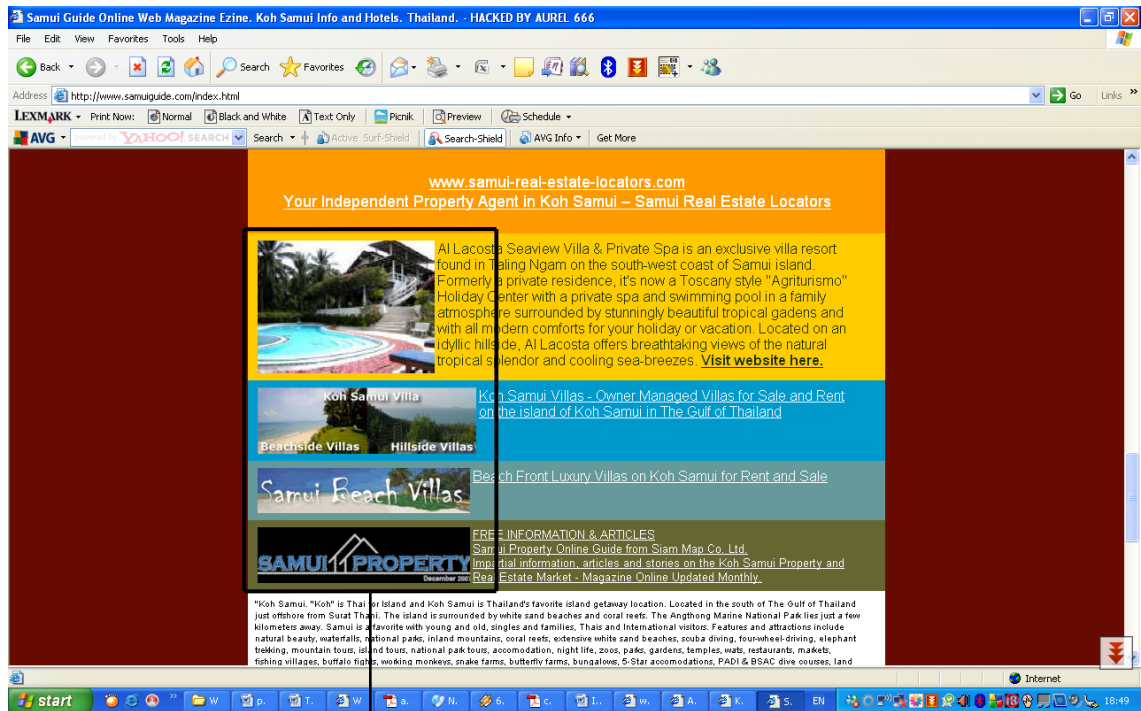 Samui Guide Online Web Magazine Ezine. Koh Samui Info and Hotels. Thailand. - HACKED BY AUREL 666
File Edit View Favorites Tools Help
Back Search Favorites
Address http://www.samuiguide.com/index.html Go Links »
LEXMARK Print Now: Normal Black and White Text Only Picnik Preview Schedule
AVG powered by YAHOO! SEARCH Search Active Surf-Shield Search-Shield AVG Info Get More
www.samui-real-estate-locators.com
Your Independent Property Agent in Koh Samui – Samui Real Estate Locators
Al Lacosta Seaview Villa & Private Spa is an exclusive villa resort
found in Taling Ngam on the south-west coast of Samui island.
Formerly a private residence, it's now a Toscany style "Agriturismo"
Holiday Center with a private spa and swimming pool in a family
atmosphere surrounded by stunningly beautiful tropical gadens and
with all modern comforts for your holiday or vacation. Located on an
idyllic hillside, Al Lacosta offers breathtaking views of the natural
tropical splendor and cooling sea-breezes. Visit website here.
Koh Samui Villa
Beachside Villas Hillside Villas
Koh Samui Villas - Owner Managed Villas for Sale and Rent
on the island of Koh Samui in The Gulf of Thailand
Samui Beach Villas
Beach Front Luxury Villas on Koh Samui for Rent and Sale
SAMUI PROPERTY
December 2007
FREE INFORMATION & ARTICLES
Samui Property Online Guide from Siam Map Co. Ltd.
Impartial information, articles and stories on the Koh Samui Property and
Real Estate Market - Magazine Online Updated Monthly.
"Koh Samui. "Koh" is Thai for Island and Koh Samui is Thailand's favorite island getaway location. Located in the south of The Gulf of Thailand
just offshore from Surat Thani. The island is surrounded by white sand beaches and coral reefs. The Angthong Marine National Park lies just a few
kilometers away. Samui is a favorite with young and old, singles and families, Thais and International visitors. Features and attractions include
natural beauty, waterfalls, national parks, inland mountains, coral reefs, extensive white sand beaches, scuba diving, four-wheel-driving, elephant
trekking, mountain tours, island tours, national park tours, accomodation, night life, zoos, parks, gardens, temples, wats, restaurants, markets,
fishing villages, buffalo fights, working monkeys, snake farms, butterfly farms, bungalows, 5-Star accomodations, PADI & BSAC dive courses, land
Internet
start » W p. T. W a. N. 6. c. I.. w. A. K. S. EN 18:49